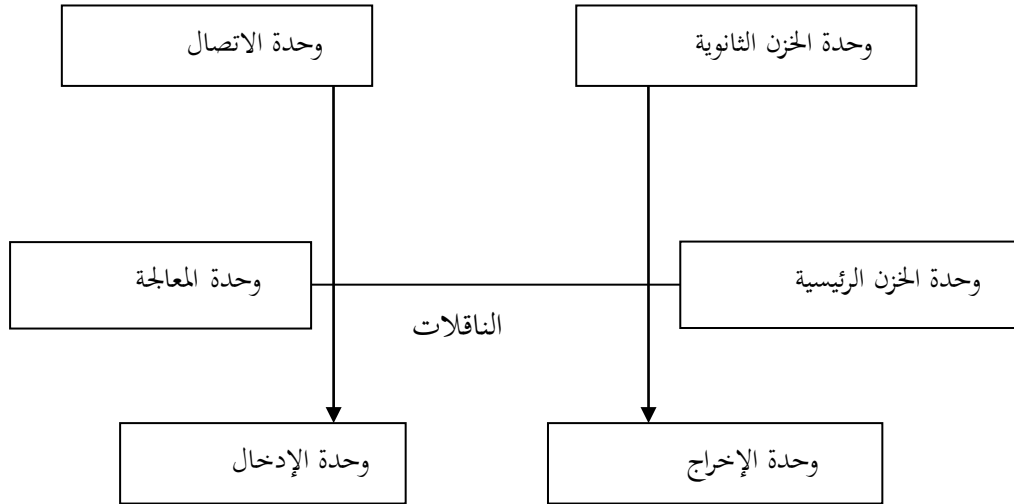 وحدة الخزن الثانوية
وحدة الاتصال
وحدة الخزن الرئيسية
وحدة المعالجة
الناقلات
وحدة الإخراج
وحدة الإدخال